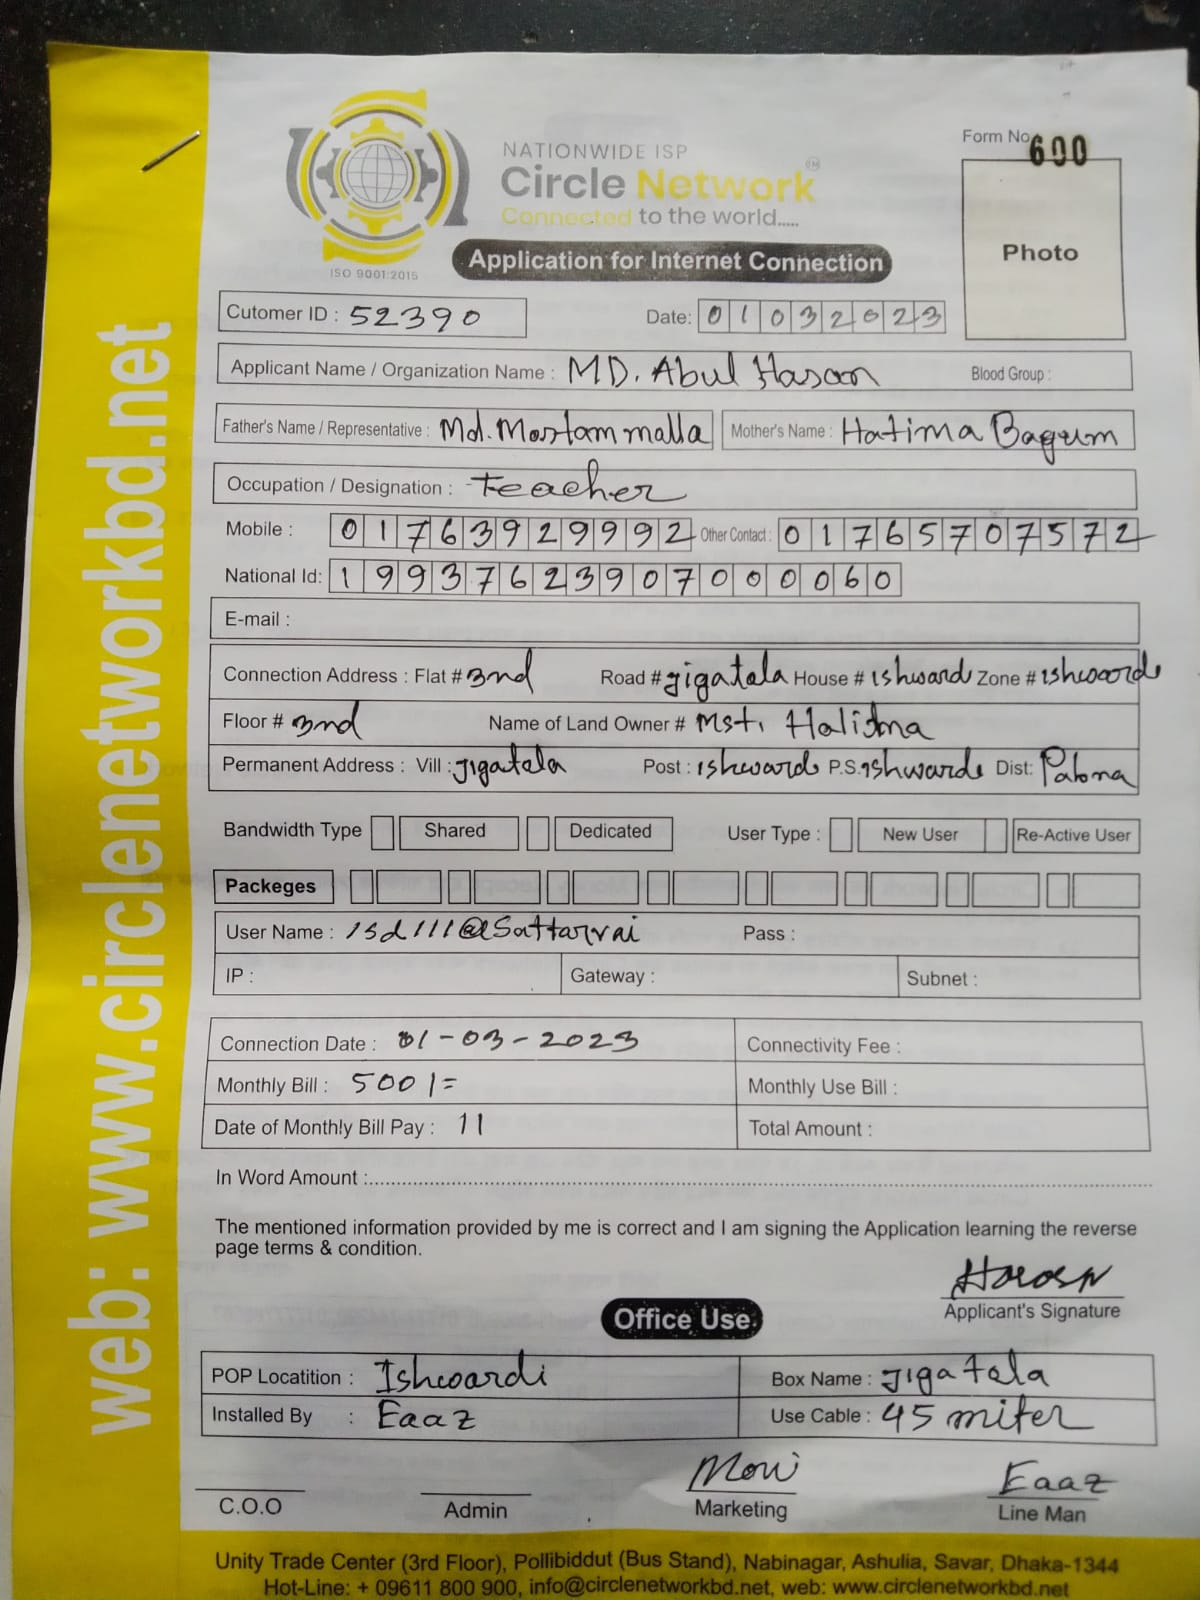 web: www.circlenetworkbd.net
Form No 600
NATIONWIDE ISP
Circle Network
Connected to the world.....
ISO 9001:2015
Application for Internet Connection
Photo
Cutomer ID : 52390 Date: 01032023
Applicant Name / Organization Name : MD. Abul Hasan Blood Group :
Father's Name / Representative : Md. Mostam malla Mother's Name : Hatima Bagum
Occupation / Designation : teacher
Mobile : 01763929992 Other Contact : 01765707572
National Id: 19937623907000060
E-mail :
Connection Address : Flat # 3nd Road # jigatala House # ishwardi Zone # ishwardi
Floor # 3nd Name of Land Owner # Mst. Halima
Permanent Address : Vill : Jigatala Post : ishwardi P.S. ishwardi Dist: Pabna
Bandwidth Type Shared Dedicated User Type : New User Re-Active User
Packeges
User Name : isd111@Sattarvai Pass :
IP : Gateway : Subnet :
Connection Date : 01-03-2023 Connectivity Fee :
Monthly Bill : 500/= Monthly Use Bill :
Date of Monthly Bill Pay : 11 Total Amount :
In Word Amount :
The mentioned information provided by me is correct and I am signing the Application learning the reverse
page terms & condition.
Hasan
Applicant's Signature
Office Use
POP Locatition : Ishwardi Box Name : Jigatala
Installed By : Eaaz Use Cable : 45 miter
Mow Eaaz
C.O.O Admin Marketing Line Man
Unity Trade Center (3rd Floor), Pollibiddut (Bus Stand), Nabinagar, Ashulia, Savar, Dhaka-1344
Hot-Line: + 09611 800 900, info@circlenetworkbd.net, web: www.circlenetworkbd.net